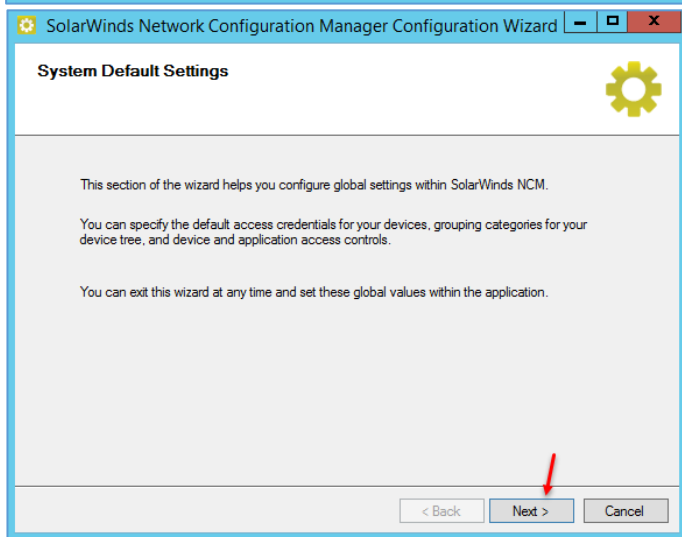 SolarWinds Network Configuration Manager Configuration Wizard
System Default Settings
This section of the wizard helps you configure global settings within SolarWinds NCM.
You can specify the default access credentials for your devices, grouping categories for your
device tree, and device and application access controls.
You can exit this wizard at any time and set these global values within the application.
< Back Next > Cancel